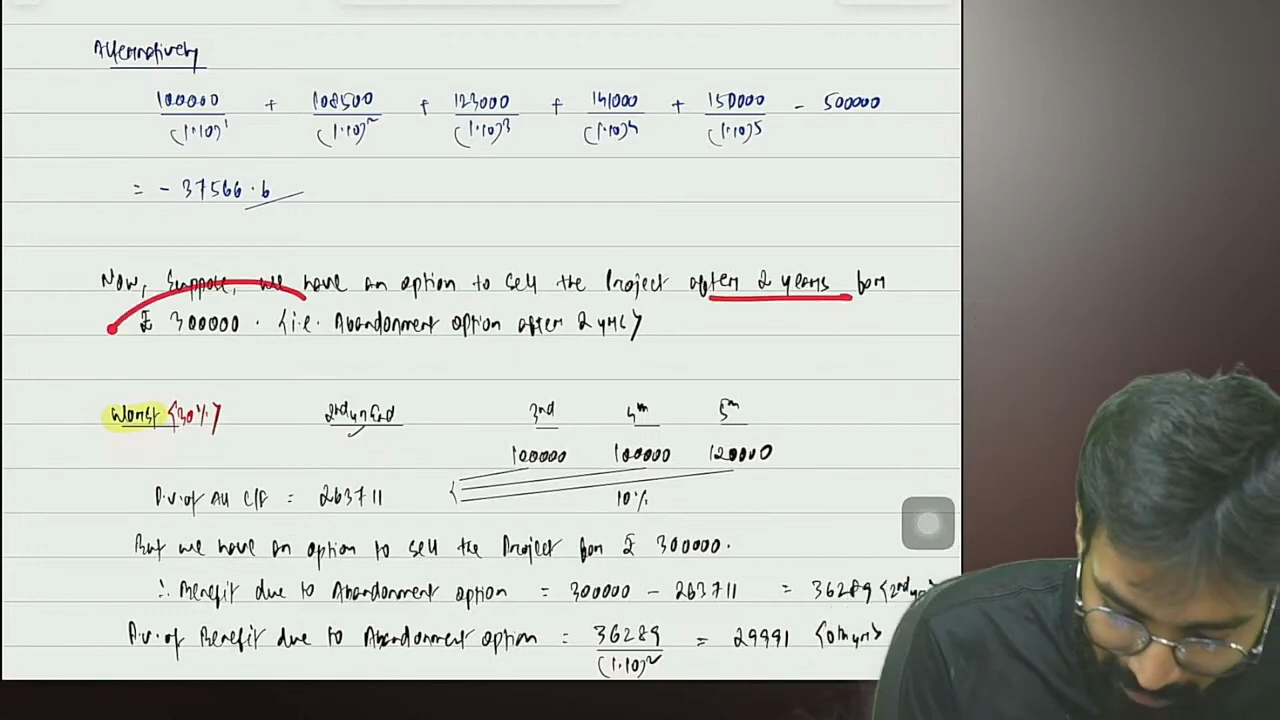 Alternatively
100000/(1.10)¹ + 108500/(1.10)² + 123000/(1.10)³ + 141000/(1.10)⁴ + 150000/(1.10)⁵ - 500000
= - 37566.6
Now, Suppose, we have an option to sell the Project after 2 years for
₤ 300000. {i.e. Abandonment option after 2 yrs}
Worst {30%} 2nd yr End 3rd 4th 5th
100000 100000 120000
P.v. of All C/F = 263711 10%
But we have an option to sell the Project for ₤ 300000.
∴ Benefit due to Abandonment option = 300000 - 263711 = 36289 {2nd yr}
P.v. of Benefit due to Abandonment option = 36289/(1.10)² = 29991 {0th yr}